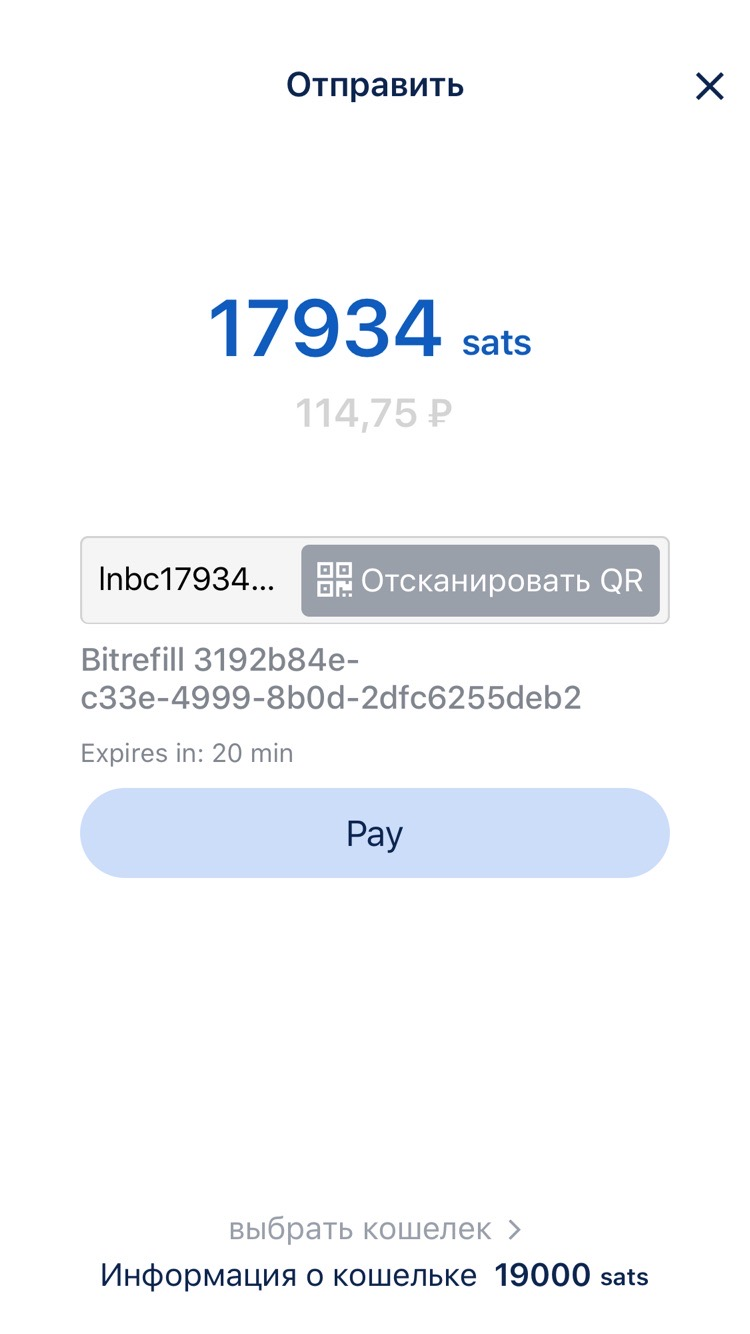 Отправить
17934 sats
114,75 ₽
lnbc17934... Отсканировать QR
Bitrefill 3192b84e-
c33e-4999-8b0d-2dfc6255deb2
Expires in: 20 min
Pay
выбрать кошелек >
Информация о кошельке 19000 sats